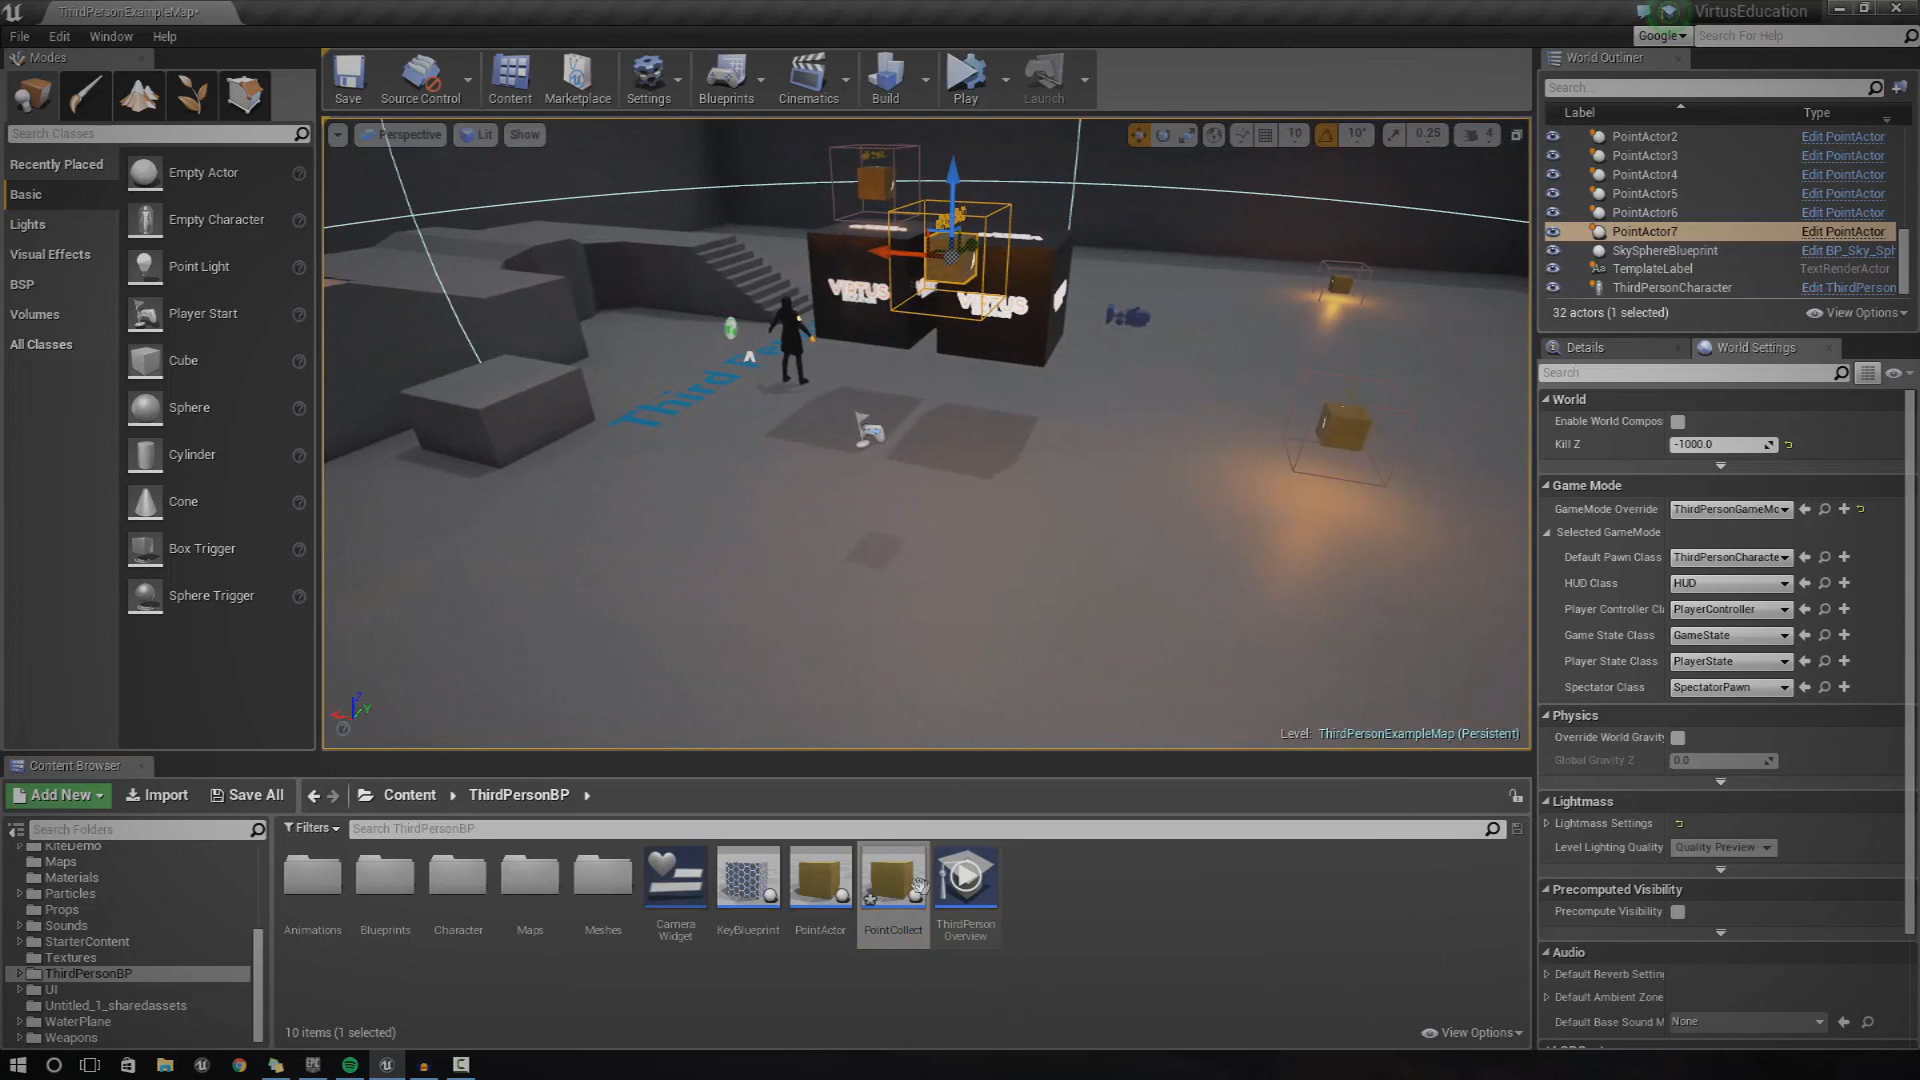 ThirdPersonExampleMap*
VirtusEducation
File Edit Window Help
Google Search For Help
Modes
Search Classes
Recently Placed
Basic
Lights
Visual Effects
BSP
Volumes
All Classes
Empty Actor
Empty Character
Point Light
Player Start
Cube
Sphere
Cylinder
Cone
Box Trigger
Sphere Trigger
Save Source Control Content Marketplace Settings Blueprints Cinematics Build Play Launch
Perspective Lit Show
10 10° 0.25 4
VIRTUS
VIRTUS
Third
Level: ThirdPersonExampleMap (Persistent)
World Outliner
Search...
Label Type
PointActor2 Edit PointActor
PointActor3 Edit PointActor
PointActor4 Edit PointActor
PointActor5 Edit PointActor
PointActor6 Edit PointActor
PointActor7 Edit PointActor
SkySphereBlueprint Edit BP_Sky_Sph
TemplateLabel TextRenderActor
ThirdPersonCharacter Edit ThirdPerson
32 actors (1 selected) View Options
Details World Settings
Search
World
Enable World Compos
Kill Z -1000.0
Game Mode
GameMode Override ThirdPersonGameMo
Selected GameMode
Default Pawn Class ThirdPersonCharacte
HUD Class HUD
Player Controller Cl PlayerController
Game State Class GameState
Player State Class PlayerState
Spectator Class SpectatorPawn
Physics
Override World Gravit
Global Gravity Z 0.0
Lightmass
Lightmass Settings
Level Lighting Quality Quality Preview
Precomputed Visibility
Precompute Visibility
Audio
Default Reverb Settin
Default Ambient Zone
Default Base Sound M None
Content Browser
Add New Import Save All Content ThirdPersonBP
Search Folders
KiteDemo
Maps
Materials
Particles
Props
Sounds
StarterContent
Textures
ThirdPersonBP
UI
Untitled_1_sharedassets
WaterPlane
Weapons
Filters Search ThirdPersonBP
Animations Blueprints Character Maps Meshes Camera Widget KeyBlueprint PointActor PointCollect ThirdPerson Overview
10 items (1 selected) View Options